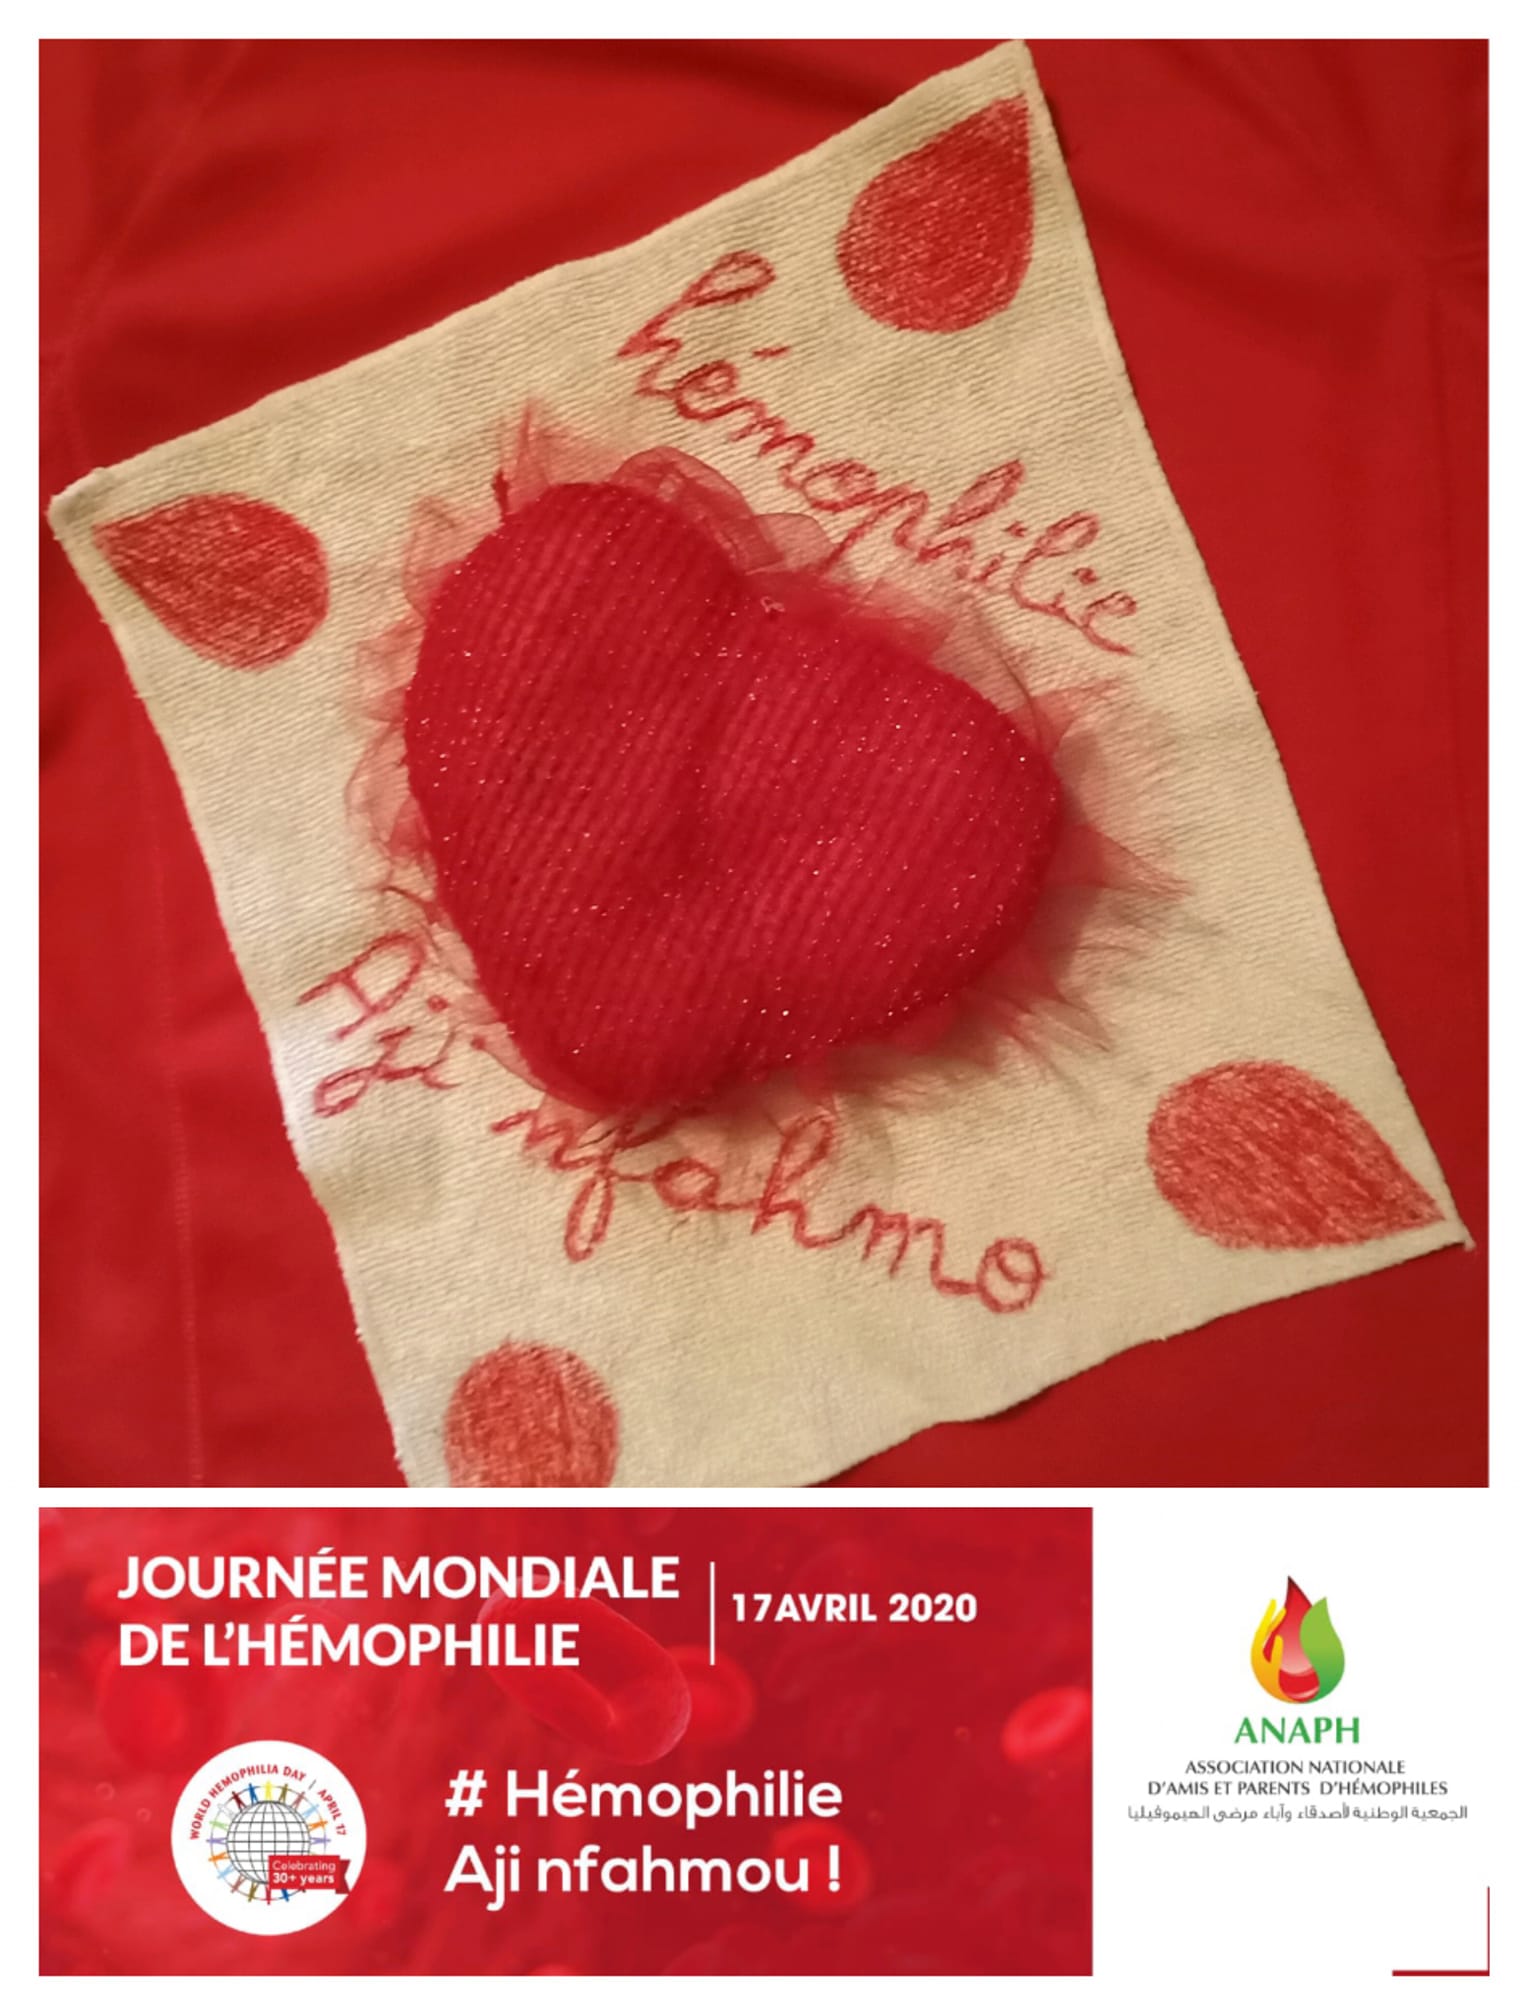 hémophilie
Aji nfahmo
JOURNÉE MONDIALE
DE L'HÉMOPHILIE
17AVRIL 2020
WORLD HEMOPHILIA DAY | APRIL 17
Celebrating
30+ years
# Hémophilie
Aji nfahmou !
ANAPH
ASSOCIATION NATIONALE
D'AMIS ET PARENTS D'HÉMOPHILES
الجمعية الوطنية لأصدقاء وآباء مرضى الهيموفيليا